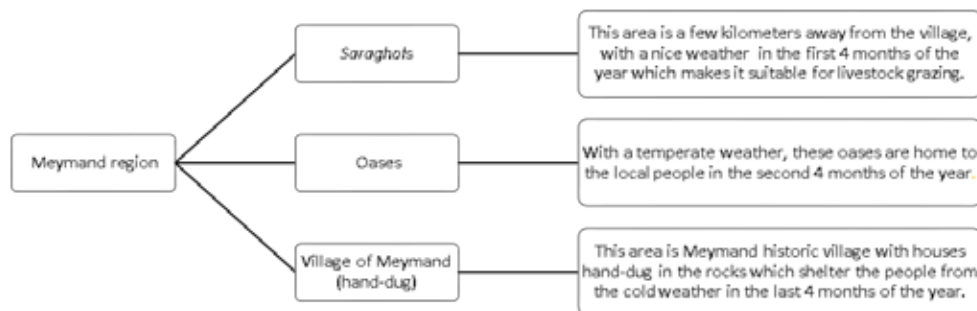 Saraghots
This area is a few kilometers away from the village,
with a nice weather in the first 4 months of the
year which makes it suitable for livestock grazing.
Meymand region
Oases
With a temperate weather, these oases are home to
the local people in the second 4 months of the year.
Village of Meymand
(hand-dug)
This area is Meymand historic village with houses
hand-dug in the rocks which shelter the people from
the cold weather in the last 4 months of the year.